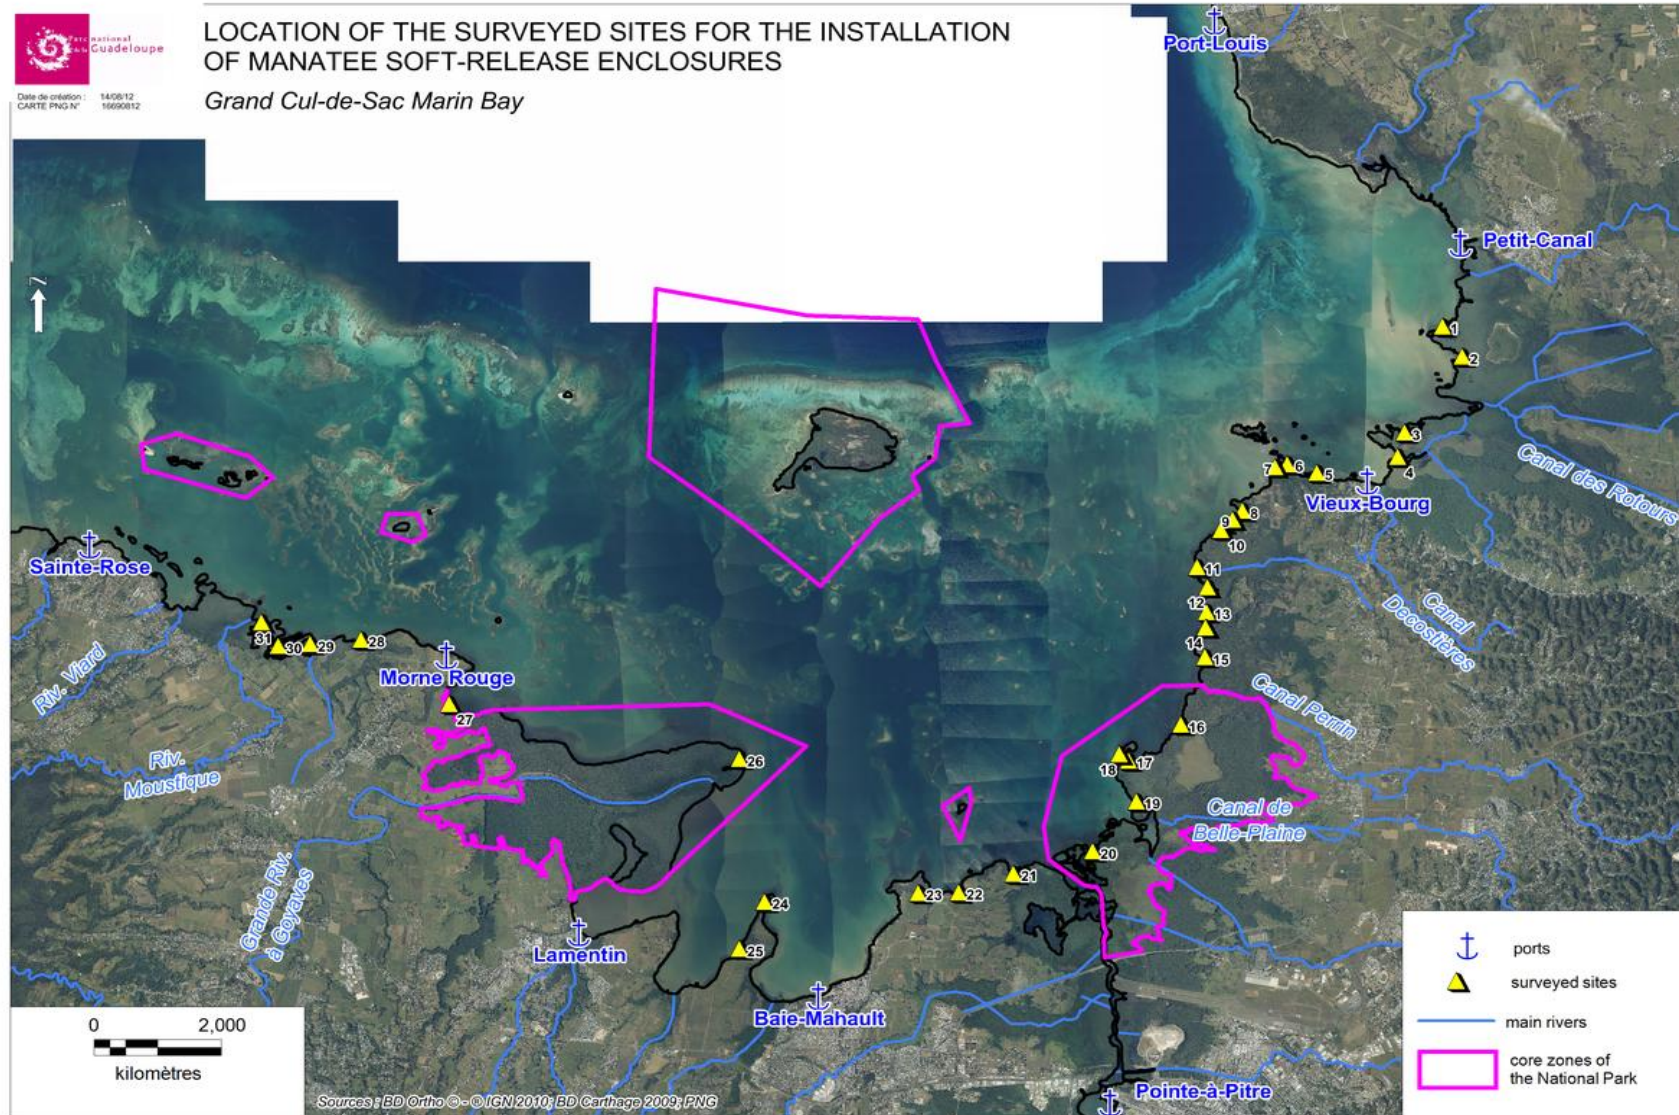 Parc national
de la Guadeloupe
Date de création : 14/08/12
CARTE PNG N° 16690812
LOCATION OF THE SURVEYED SITES FOR THE INSTALLATION
OF MANATEE SOFT-RELEASE ENCLOSURES
Grand Cul-de-Sac Marin Bay
Port-Louis
Petit-Canal
N
1
2
3
4
Canal des Rotours
5
6
7
Vieux-Bourg
8
9
10
11
12
13
14
15
Canal
Decostières
Canal Perrin
16
17
18
19
Canal de
Belle-Plaine
20
21
22
23
24
25
26
27
28
29
30
31
Sainte-Rose
Morne Rouge
Riv. Viard
Riv.
Moustique
Grande Riv.
à Goyaves
Lamentin
Baie-Mahault
Pointe-à-Pitre
0 2,000
kilomètres
Sources : BD Ortho © - © IGN 2010; BD Carthage 2009; PNG
ports
surveyed sites
main rivers
core zones of
the National Park